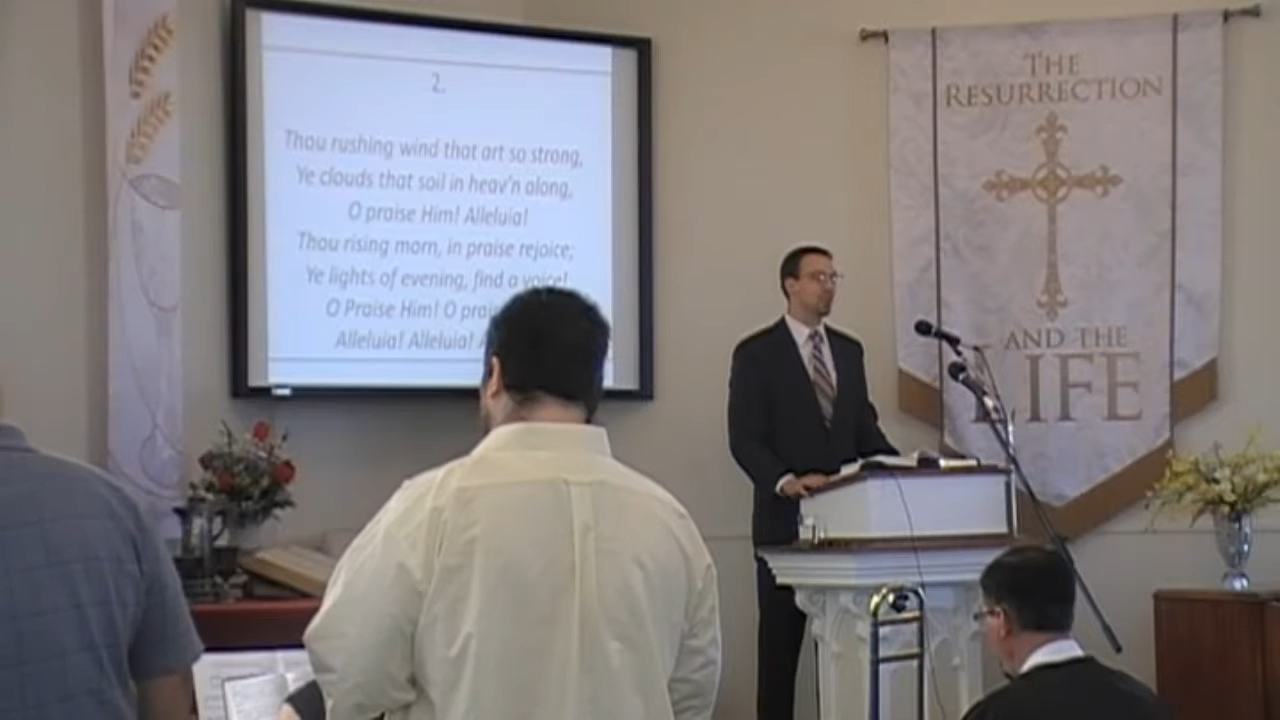 2.
Thou rushing wind that art so strong,
Ye clouds that soil in heav'n along,
O praise Him! Alleluia!
Thou rising morn, in praise rejoice;
Ye lights of evening, find a voice!
O Praise Him! O prai
Alleluia! Alleluia! A
THE
RESURRECTION
AND THE
LIFE